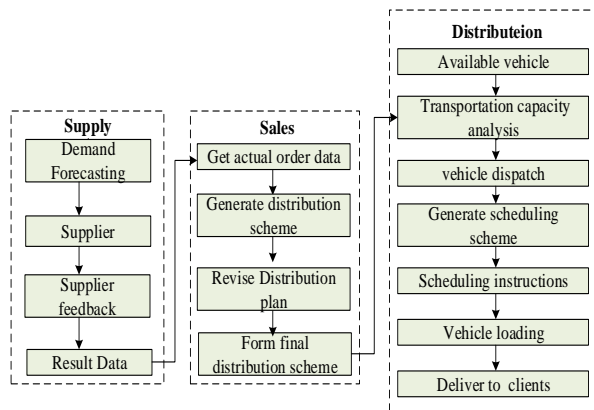 Supply
Demand
Forecasting
Supplier
Supplier
feedback
Result Data
Sales
Get actual order data
Generate distribution
scheme
Revise Distribution
plan
Form final
distribution scheme
Distributeion
Available vehicle
Transportation capacity
analysis
vehicle dispatch
Generate scheduling
scheme
Scheduling instructions
Vehicle loading
Deliver to clients